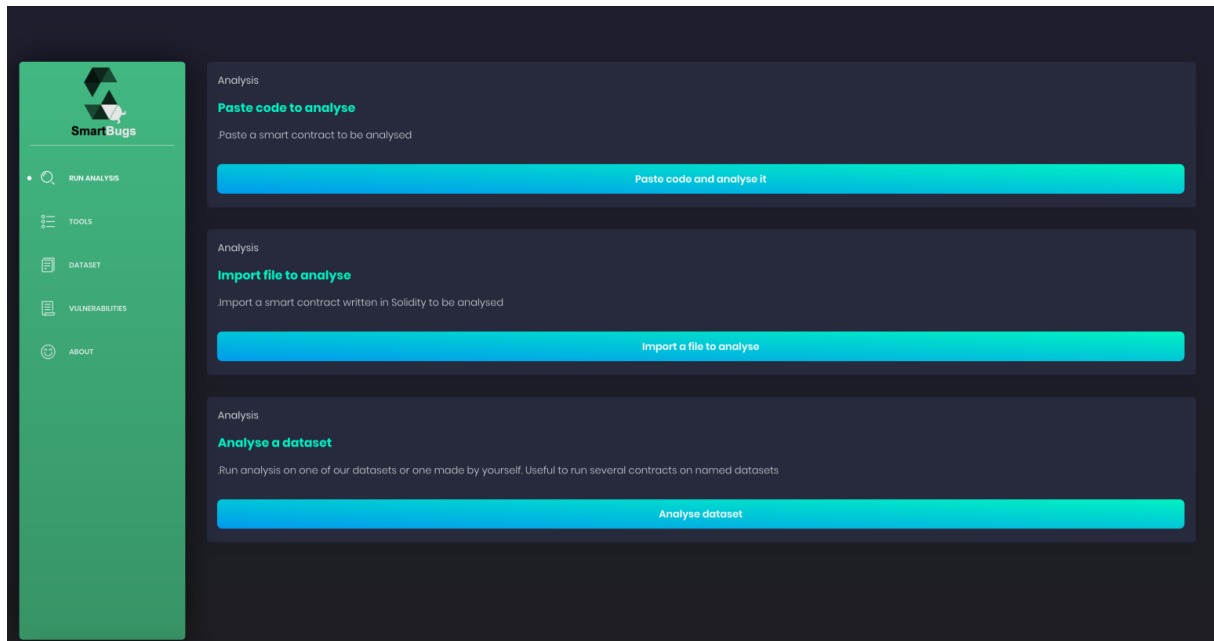 SmartBugs
RUN ANALYSIS
TOOLS
DATASET
VULNERABILITIES
ABOUT
Analysis
Paste code to analyse
.Paste a smart contract to be analysed
Paste code and analyse it
Analysis
Import file to analyse
.Import a smart contract written in Solidity to be analysed
Import a file to analyse
Analysis
Analyse a dataset
.Run analysis on one of our datasets or one made by yourself. Useful to run several contracts on named datasets
Analyse dataset